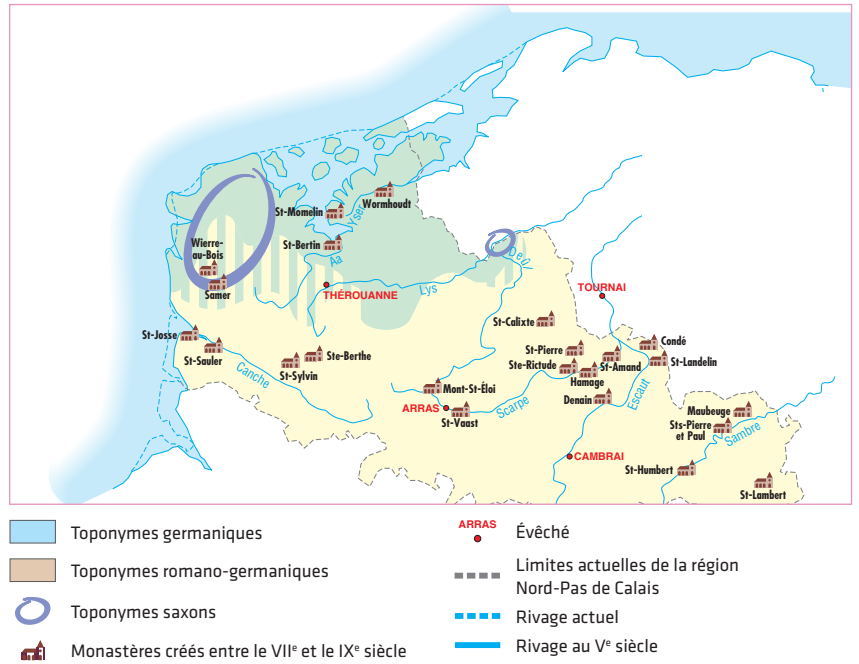 Wormhoudt
St-Momelin
Yser
St-Bertin
Aa
Wierre-
au-Bois
Deûl
Samer
THÉROUANNE
Lys
TOURNAI
St-Calixte
St-Josse
Condé
St-Sauler
Ste-Berthe
St-Pierre
St-Amand
St-Landelin
St-Sylvin
Ste-Rictude
Canche
Hamage
Mont-St-Éloi
Denain
Escaut
ARRAS
St-Vaast
Scarpe
Maubeuge
Sts-Pierre
et Paul
Sambre
CAMBRAI
St-Humbert
St-Lambert
Toponymes germaniques
Toponymes romano-germaniques
Toponymes saxons
Monastères créés entre le VIIe et le IXe siècle
ARRAS
Évêché
Limites actuelles de la région
Nord-Pas de Calais
Rivage actuel
Rivage au Ve siècle